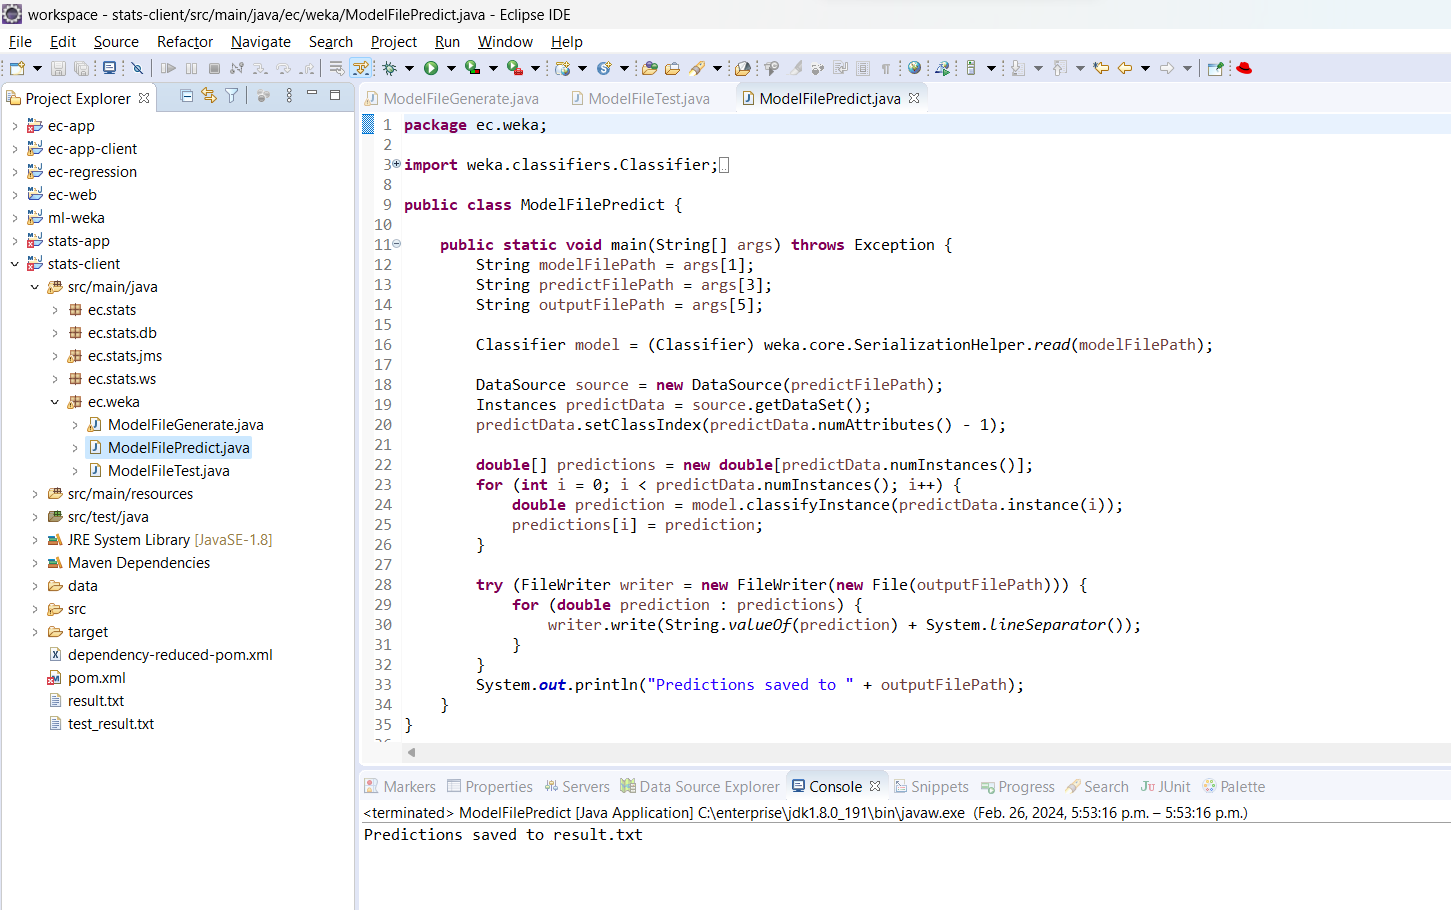 workspace - stats-client/src/main/java/ec/weka/ModelFilePredict.java - Eclipse IDE
File Edit Source Refactor Navigate Search Project Run Window Help
Project Explorer
ec-app
ec-app-client
ec-regression
ec-web
ml-weka
stats-app
stats-client
src/main/java
ec.stats
ec.stats.db
ec.stats.jms
ec.stats.ws
ec.weka
ModelFileGenerate.java
ModelFilePredict.java
ModelFileTest.java
src/main/resources
src/test/java
JRE System Library [JavaSE-1.8]
Maven Dependencies
data
src
target
dependency-reduced-pom.xml
pom.xml
result.txt
test_result.txt
ModelFileGenerate.java ModelFileTest.java ModelFilePredict.java
1 package ec.weka;
2
3 import weka.classifiers.Classifier;
8
9 public class ModelFilePredict {
10
11 public static void main(String[] args) throws Exception {
12 String modelFilePath = args[1];
13 String predictFilePath = args[3];
14 String outputFilePath = args[5];
15
16 Classifier model = (Classifier) weka.core.SerializationHelper.read(modelFilePath);
17
18 DataSource source = new DataSource(predictFilePath);
19 Instances predictData = source.getDataSet();
20 predictData.setClassIndex(predictData.numAttributes() - 1);
21
22 double[] predictions = new double[predictData.numInstances()];
23 for (int i = 0; i < predictData.numInstances(); i++) {
24 double prediction = model.classifyInstance(predictData.instance(i));
25 predictions[i] = prediction;
26 }
27
28 try (FileWriter writer = new FileWriter(new File(outputFilePath))) {
29 for (double prediction : predictions) {
30 writer.write(String.valueOf(prediction) + System.lineSeparator());
31 }
32 }
33 System.out.println("Predictions saved to " + outputFilePath);
34 }
35 }
Markers Properties Servers Data Source Explorer Console Snippets Progress Search JUnit Palette
<terminated> ModelFilePredict [Java Application] C:\enterprise\jdk1.8.0_191\bin\javaw.exe (Feb. 26, 2024, 5:53:16 p.m. – 5:53:16 p.m.)
Predictions saved to result.txt